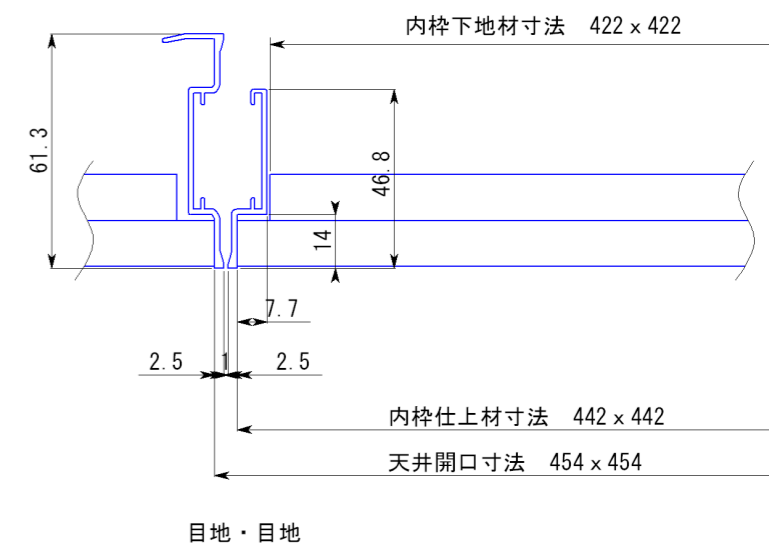 内枠下地材寸法　422 x 422
61.3
46.8
14
7.7
2.5　1　2.5
内枠仕上材寸法　442 x 442
天井開口寸法　454 x 454
目地・目地